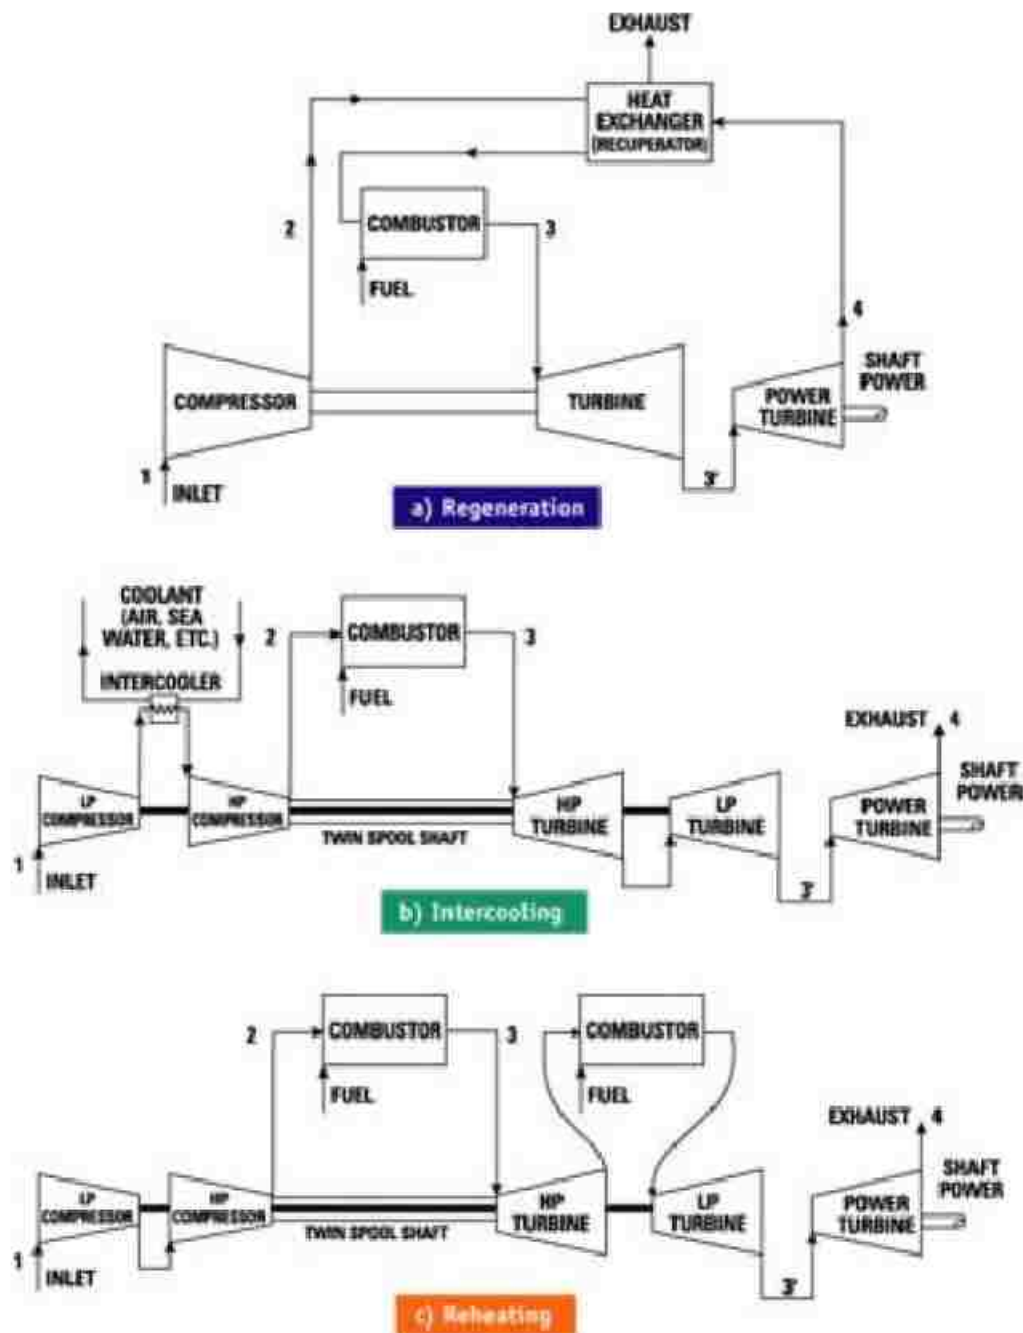 EXHAUST
HEAT
EXCHANGER
(RECUPERATOR)
COMBUSTOR
2
3
FUEL
4
SHAFT
POWER
COMPRESSOR
TURBINE
POWER
TURBINE
1
INLET
3'
a) Regeneration
COOLANT
(AIR, SEA
WATER, ETC.)
INTERCOOLER
2
COMBUSTOR
3
FUEL
EXHAUST
4
SHAFT
POWER
LP
COMPRESSOR
HP
COMPRESSOR
TWIN SPOOL SHAFT
HP
TURBINE
LP
TURBINE
POWER
TURBINE
1
INLET
3'
b) Intercooling
2
COMBUSTOR
3
COMBUSTOR
FUEL
FUEL
EXHAUST
4
SHAFT
POWER
LP
COMPRESSOR
HP
COMPRESSOR
TWIN SPOOL SHAFT
HP
TURBINE
LP
TURBINE
POWER
TURBINE
1
INLET
3'
c) Reheating